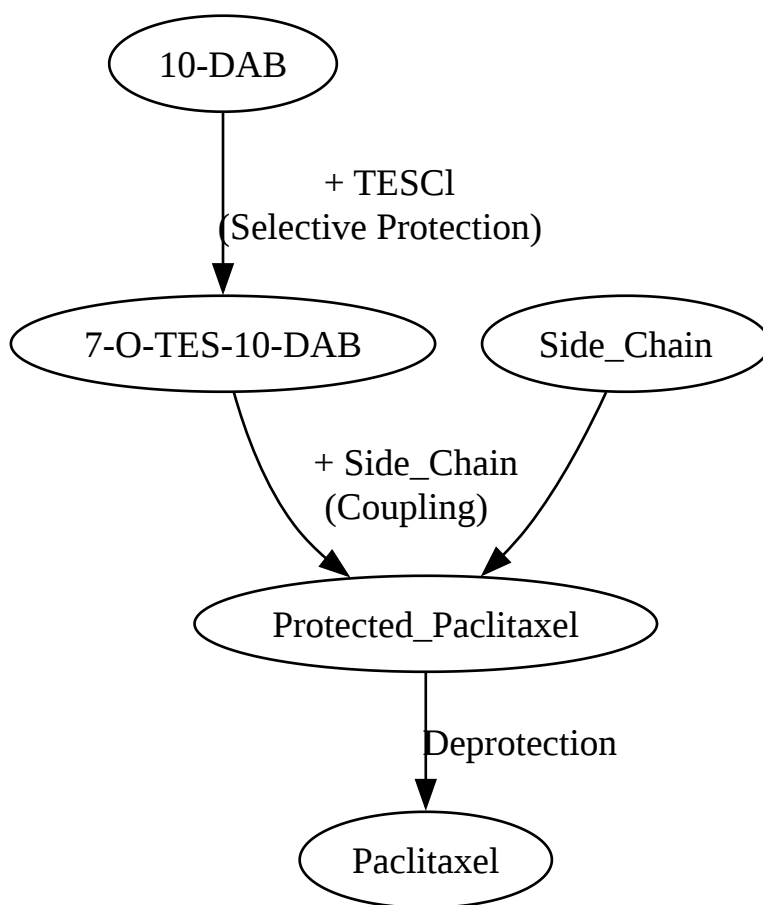 10-DAB
+ TESCl
(Selective Protection)
7-O-TES-10-DAB
Side_Chain
+ Side_Chain
(Coupling)
Protected_Paclitaxel
Deprotection
Paclitaxel